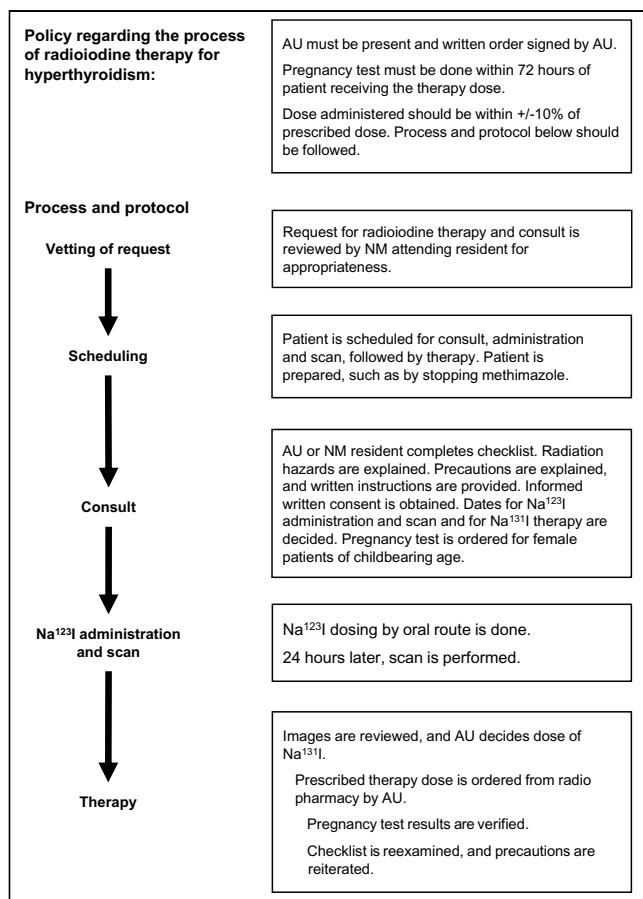 Policy regarding the process
of radioiodine therapy for
hyperthyroidism:
AU must be present and written order signed by AU.
Pregnancy test must be done within 72 hours of
patient receiving the therapy dose.
Dose administered should be within +/-10% of
prescribed dose. Process and protocol below should
be followed.
Process and protocol
Vetting of request
Request for radioiodine therapy and consult is
reviewed by NM attending resident for
appropriateness.
Scheduling
Patient is scheduled for consult, administration
and scan, followed by therapy. Patient is
prepared, such as by stopping methimazole.
Consult
AU or NM resident completes checklist. Radiation
hazards are explained. Precautions are explained,
and written instructions are provided. Informed
written consent is obtained. Dates for Na¹²³I
administration and scan and for Na¹³¹I therapy are
decided. Pregnancy test is ordered for female
patients of childbearing age.
Na¹²³I administration
and scan
Na¹²³I dosing by oral route is done.
24 hours later, scan is performed.
Therapy
Images are reviewed, and AU decides dose of
Na¹³¹I.
Prescribed therapy dose is ordered from radio
pharmacy by AU.
Pregnancy test results are verified.
Checklist is reexamined, and precautions are
reiterated.